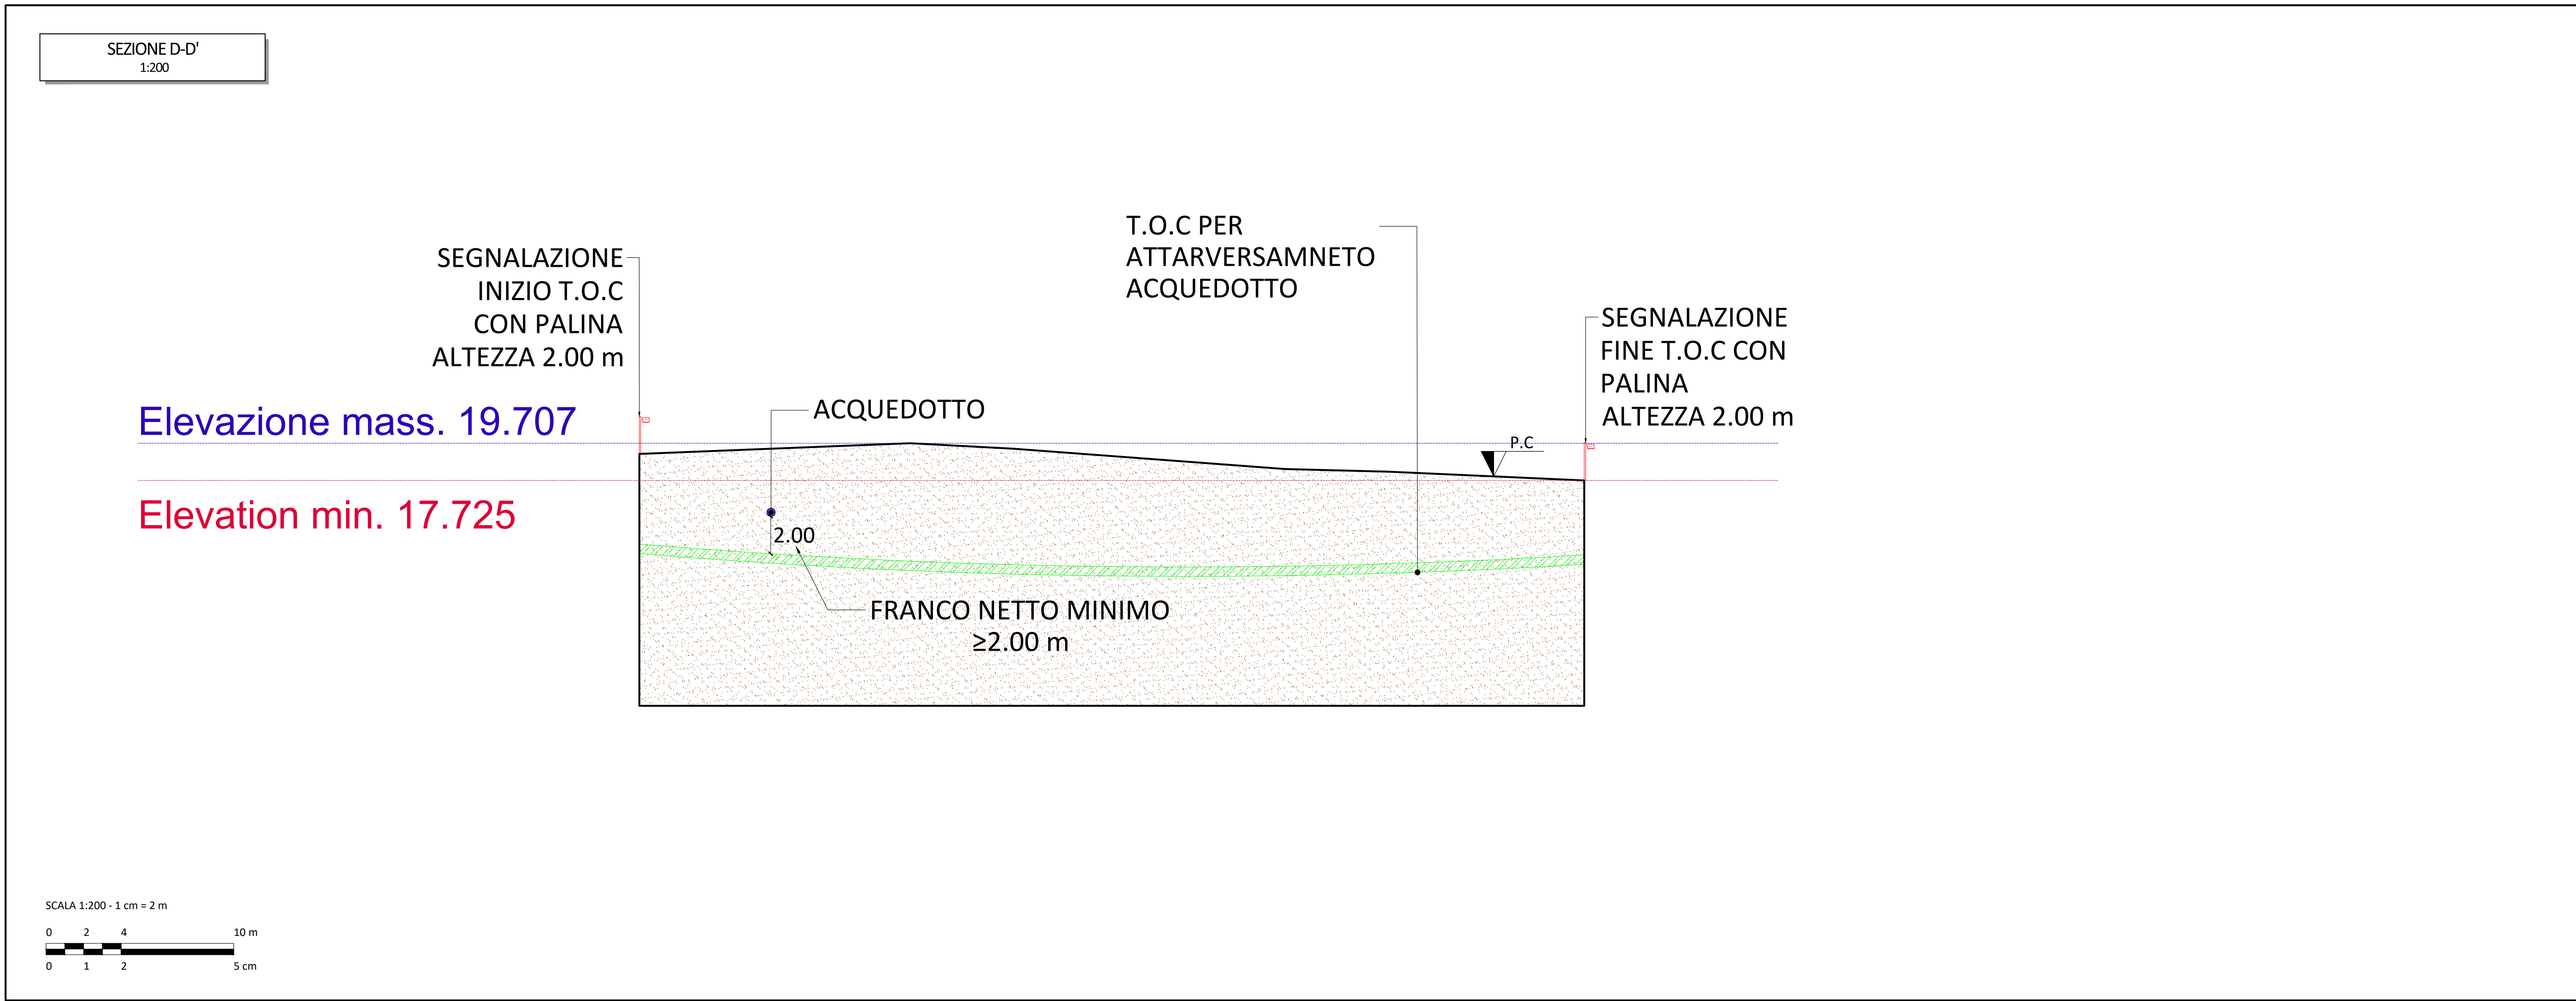 SEZIONE D-D'
1:200
T.O.C PER
ATTARVERSAMNETO
ACQUEDOTTO
SEGNALAZIONE
INIZIO T.O.C
CON PALINA
ALTEZZA 2.00 m
SEGNALAZIONE
FINE T.O.C CON
PALINA
ALTEZZA 2.00 m
ACQUEDOTTO
Elevazione mass. 19.707
P.C
Elevation min. 17.725
2.00
FRANCO NETTO MINIMO
≥2.00 m
SCALA 1:200 - 1 cm = 2 m
0 2 4 10 m
0 1 2 5 cm